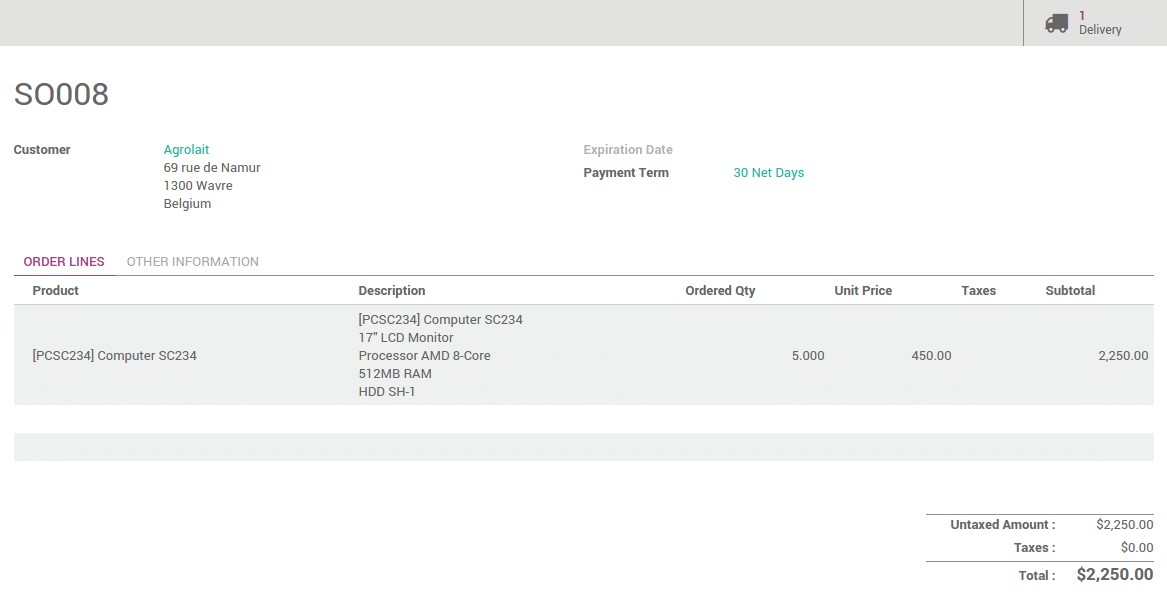 1
Delivery
SO008
Customer
Agrolait
69 rue de Namur
1300 Wavre
Belgium
Expiration Date
Payment Term 30 Net Days
ORDER LINES OTHER INFORMATION
Product Description Ordered Qty Unit Price Taxes Subtotal
[PCSC234] Computer SC234
[PCSC234] Computer SC234
17" LCD Monitor
Processor AMD 8-Core
512MB RAM
HDD SH-1
5.000 450.00 2,250.00
Untaxed Amount : $2,250.00
Taxes : $0.00
Total : $2,250.00